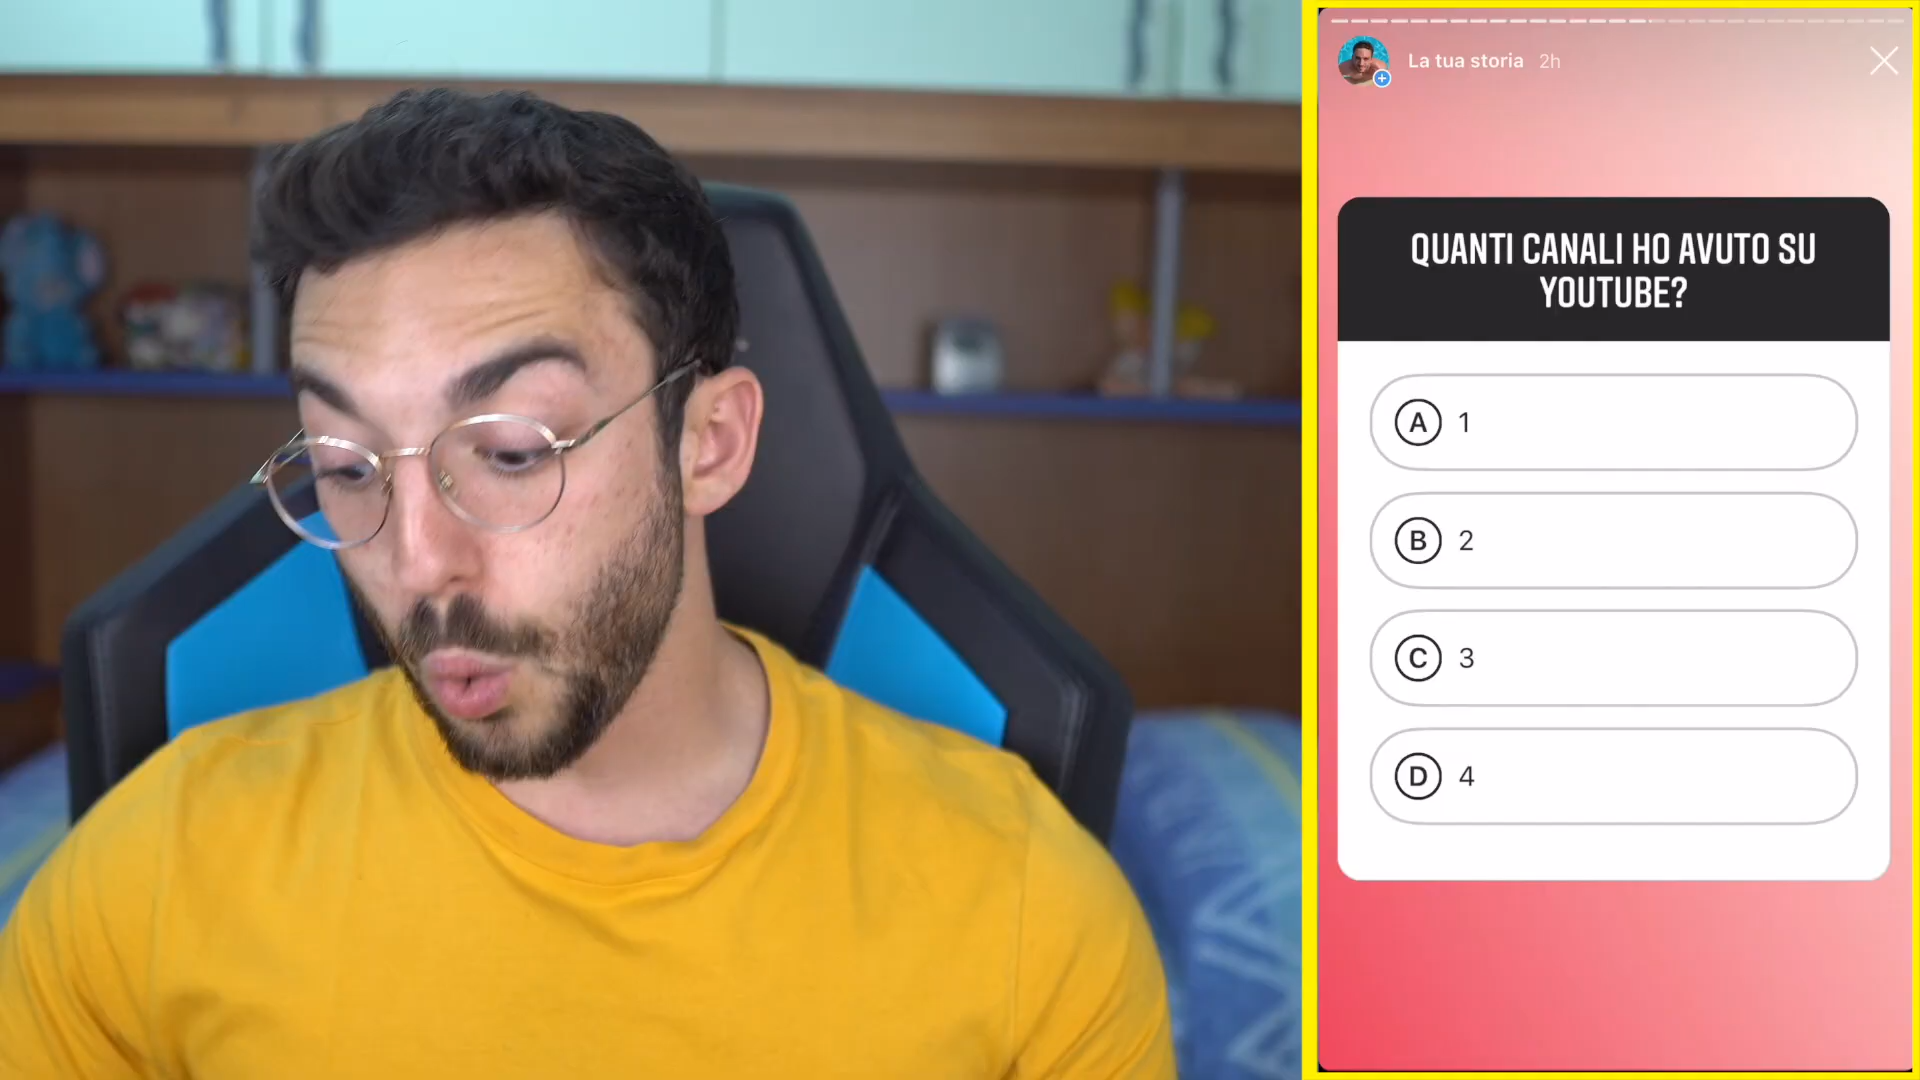 La tua storia 2h
QUANTI CANALI HO AVUTO SU
YOUTUBE?
A 1
B 2
C 3
D 4